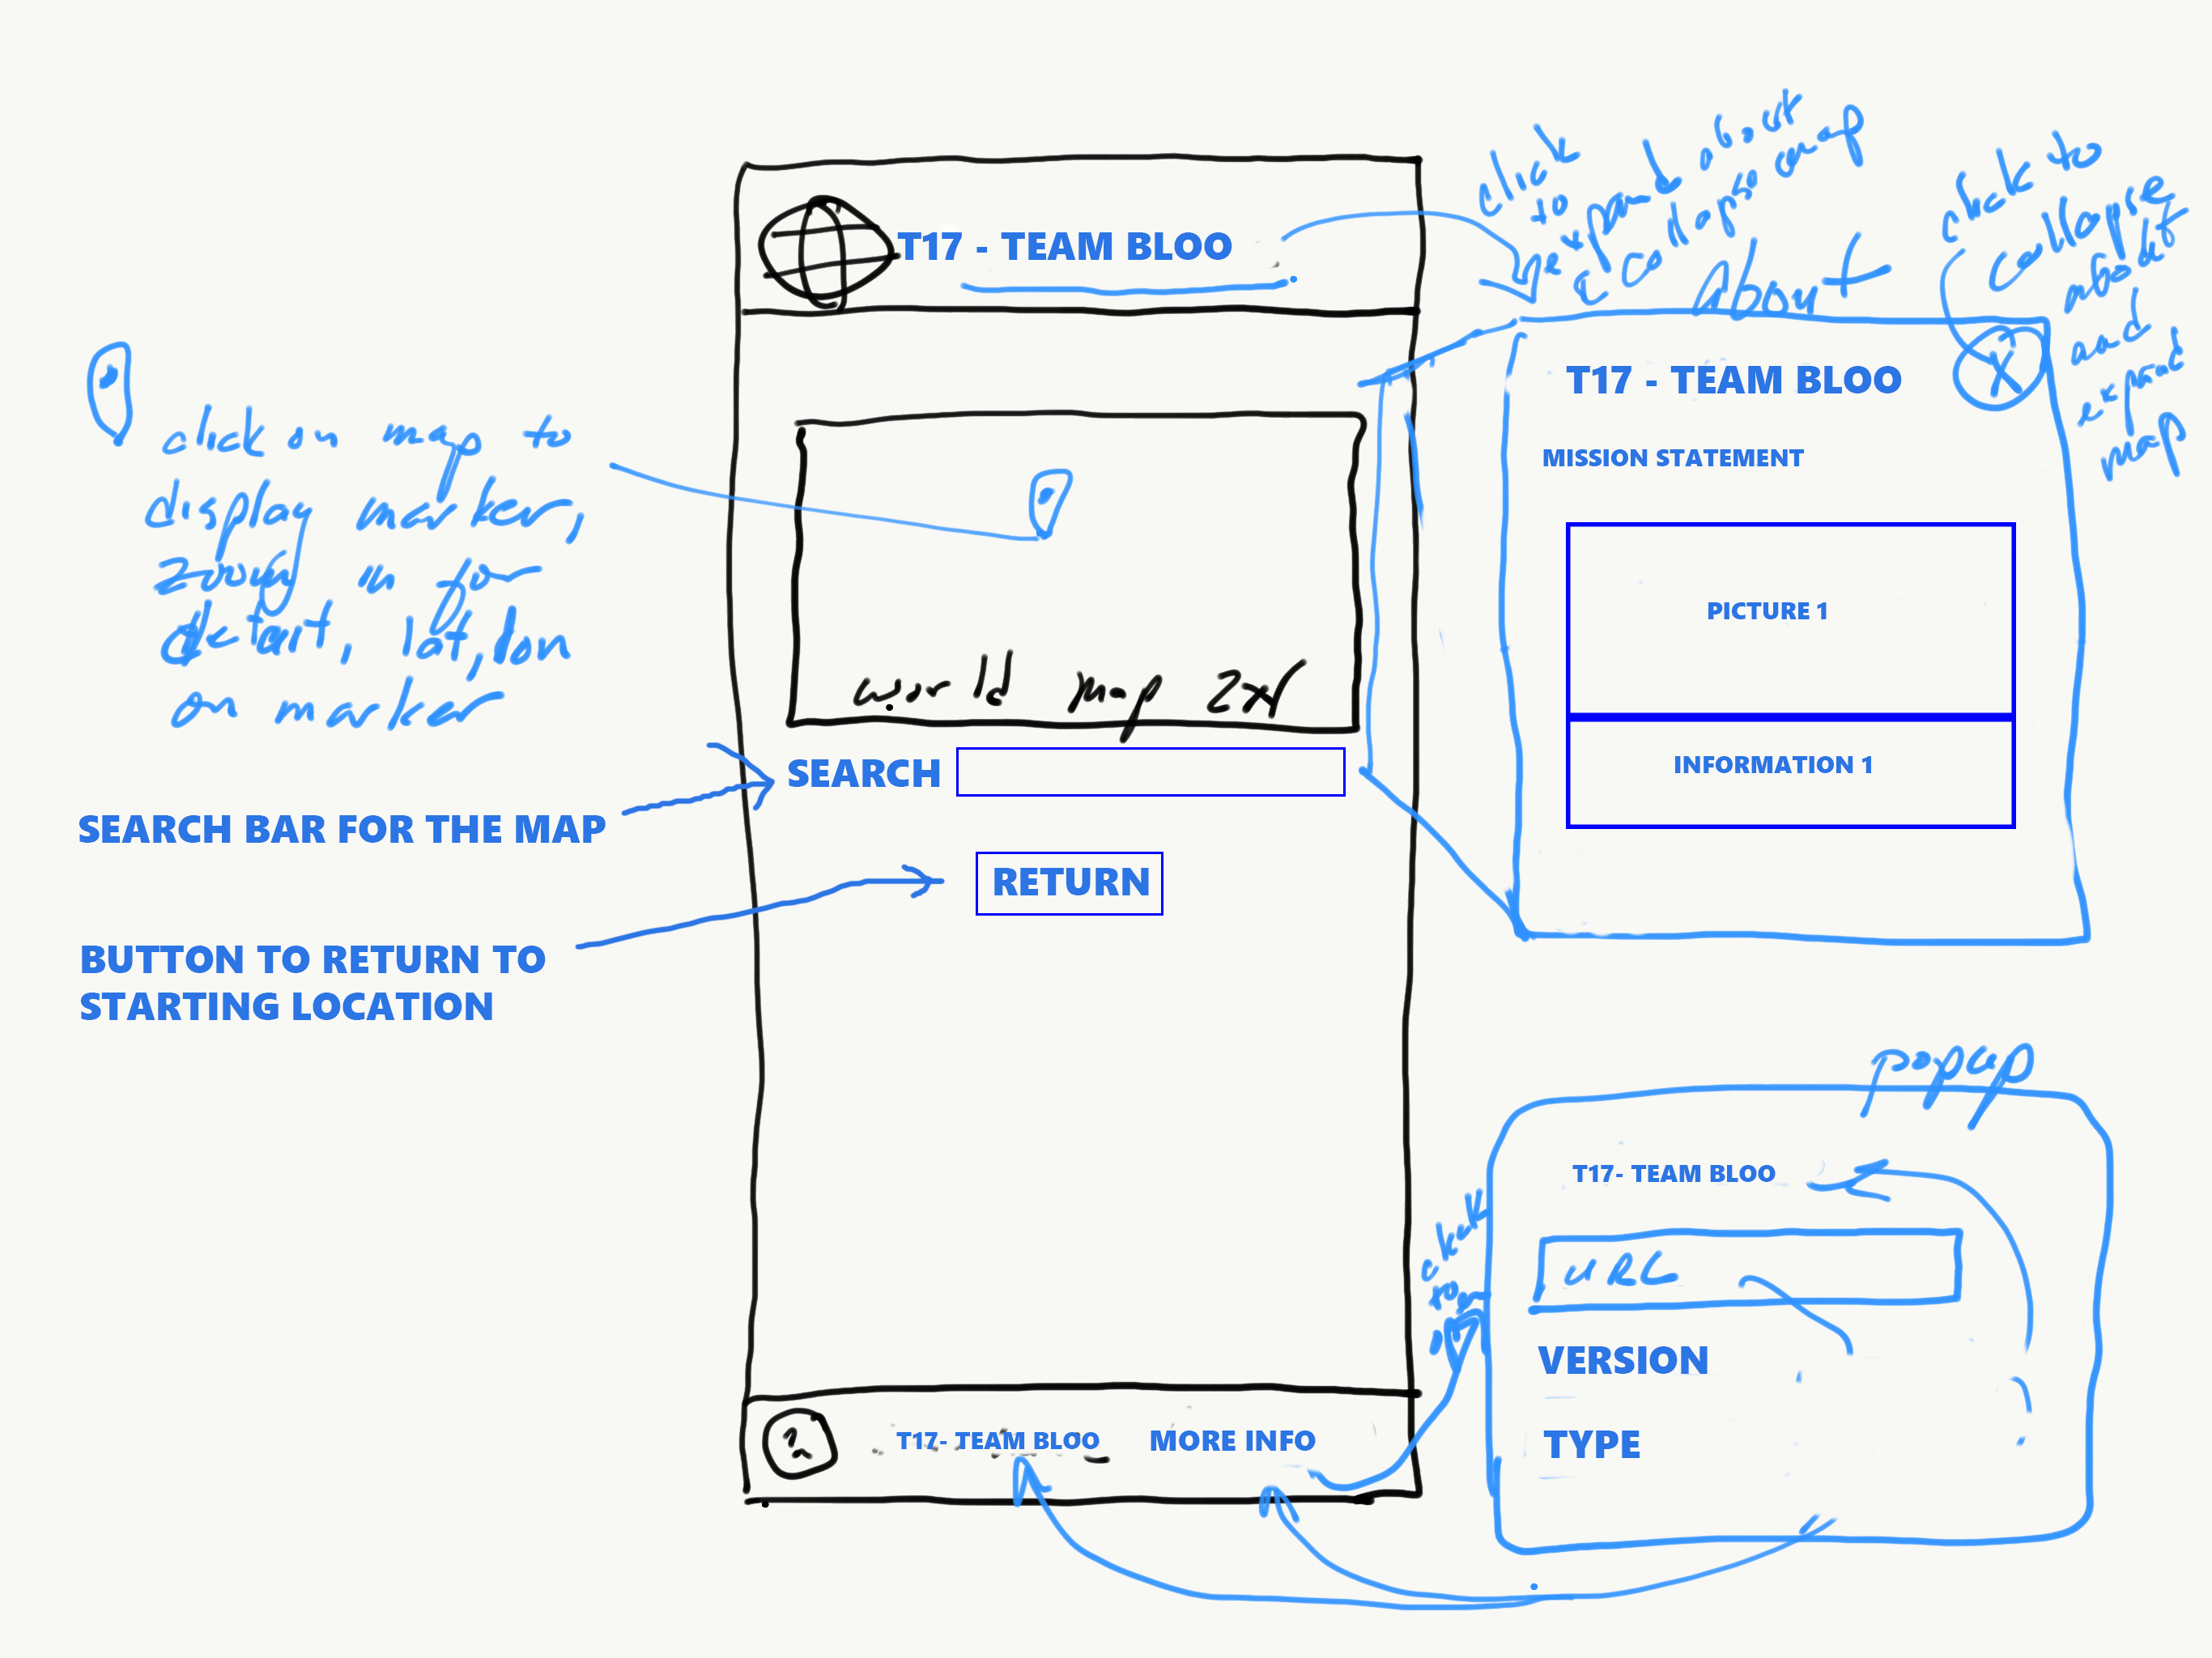 T17 - TEAM BLOO
click
to
expand about
& collapse map
click to
collapse
about
and
expand
map
About
X
T17 - TEAM BLOO
MISSION STATEMENT
PICTURE 1
INFORMATION 1
click on map to
display marker,
zoom in for
detail, lat, lon
on marker
world map 2x1
SEARCH
SEARCH BAR FOR THE MAP
RETURN
BUTTON TO RETURN TO
STARTING LOCATION
popup
T17- TEAM BLOO
URL
VERSION
TYPE
click
to
T17- TEAM BLOO
MORE INFO